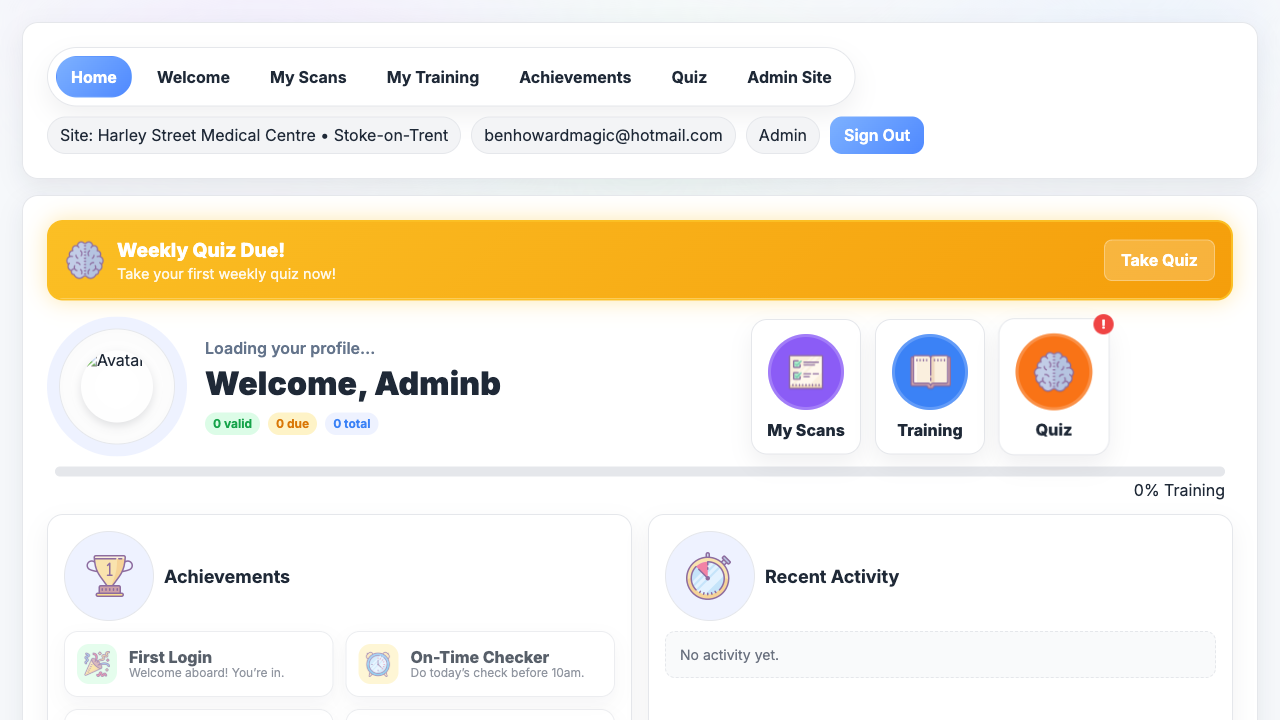 Home Welcome My Scans My Training Achievements Quiz Admin Site
Site: Harley Street Medical Centre • Stoke-on-Trent benhowardmagic@hotmail.com Admin Sign Out
Weekly Quiz Due!
Take your first weekly quiz now!
Take Quiz
!
Avatar
Loading your profile...
Welcome, Adminb
0 valid 0 due 0 total
My Scans Training Quiz
0% Training
1
Achievements
First Login
Welcome aboard! You’re in.
On-Time Checker
Do today’s check before 10am.
Recent Activity
No activity yet.